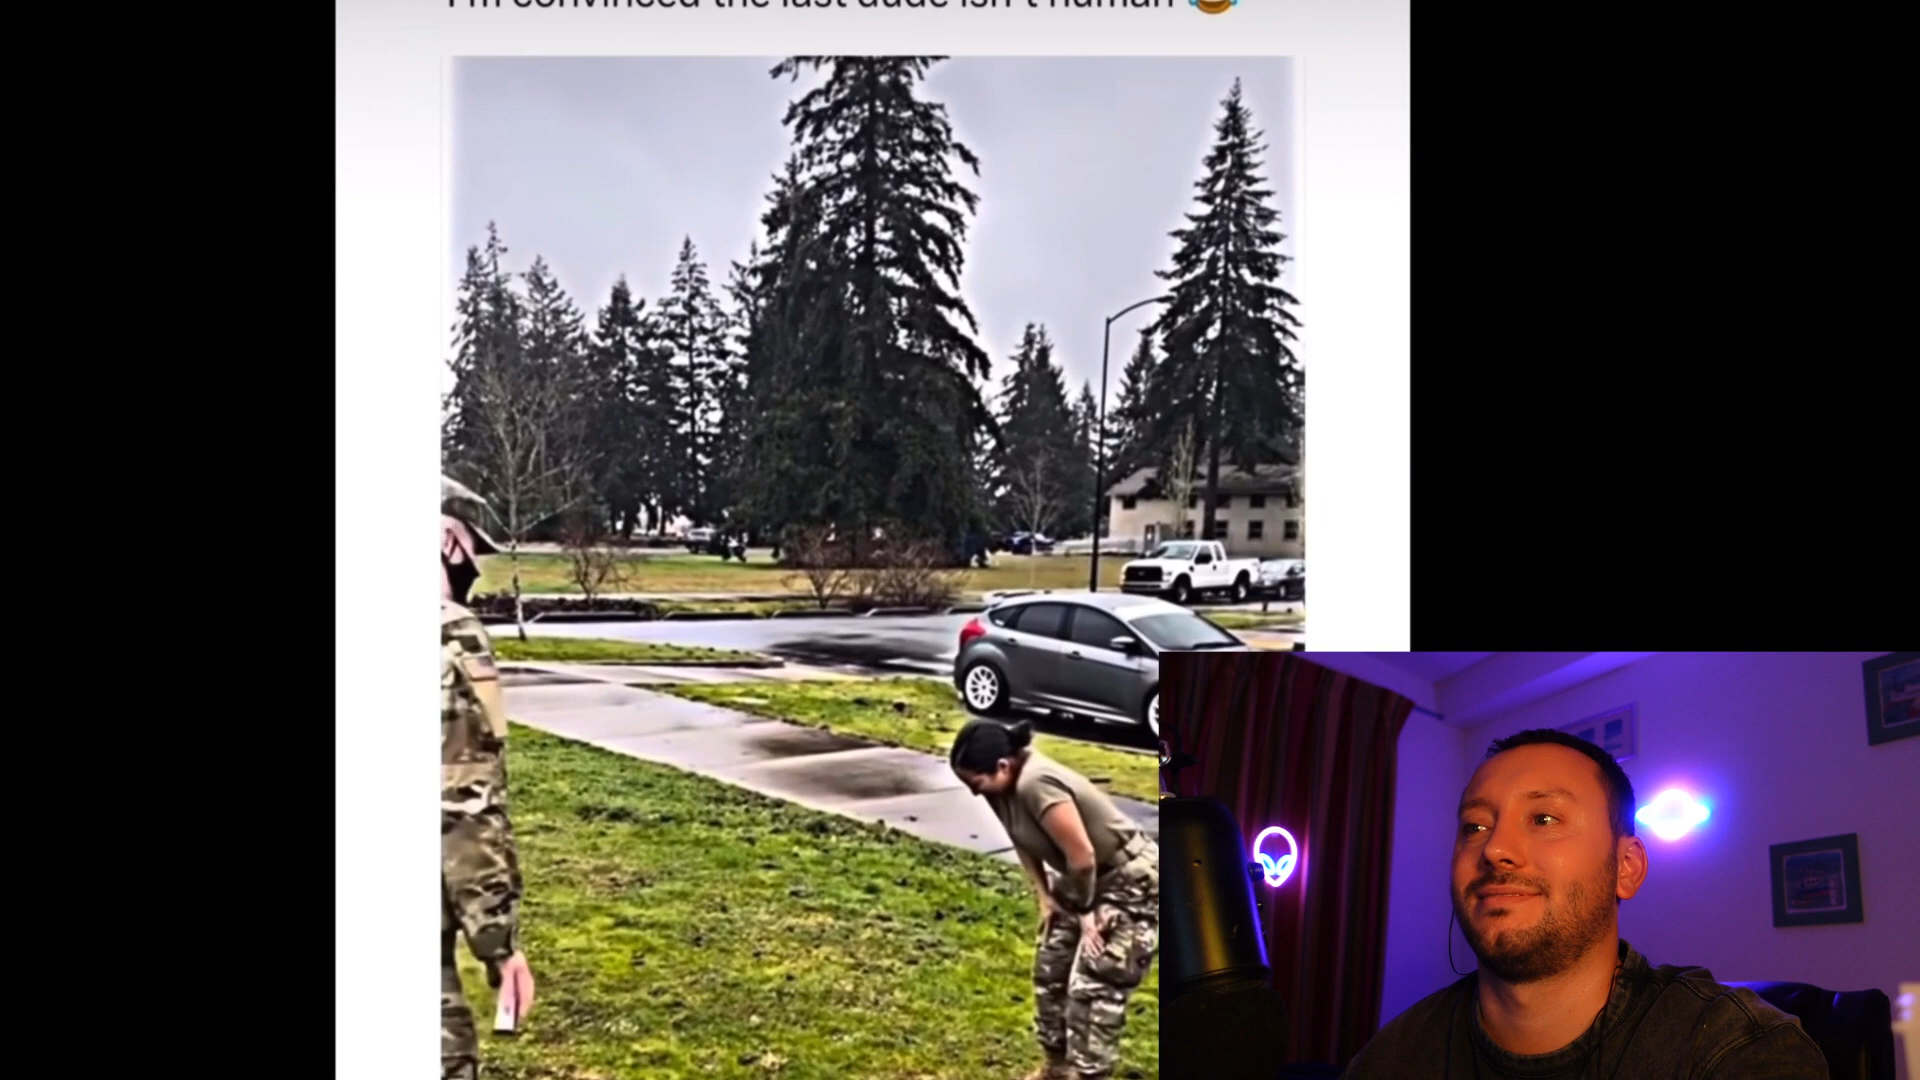 I'm convinced the last dude isn't human 😂